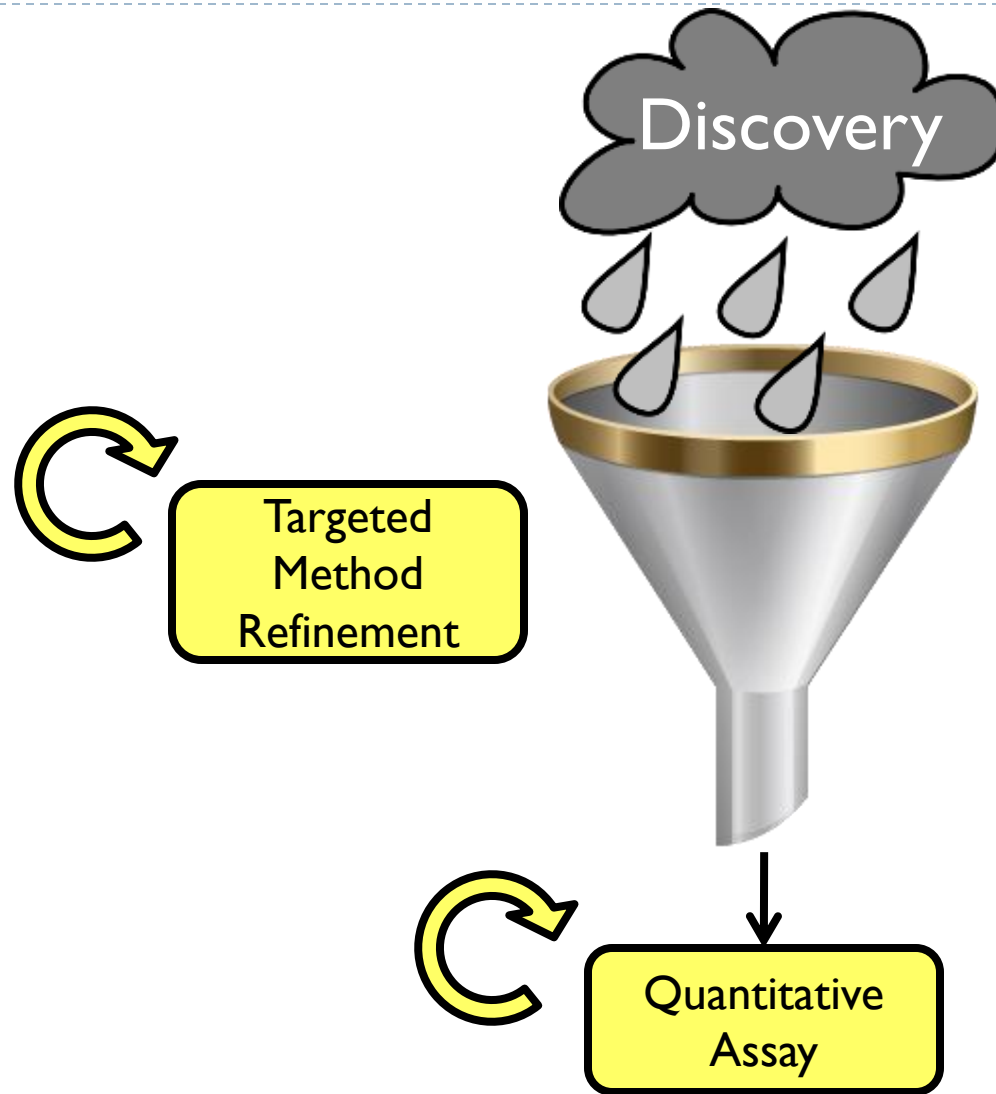 Discovery
Targeted
Method
Refinement
Quantitative
Assay